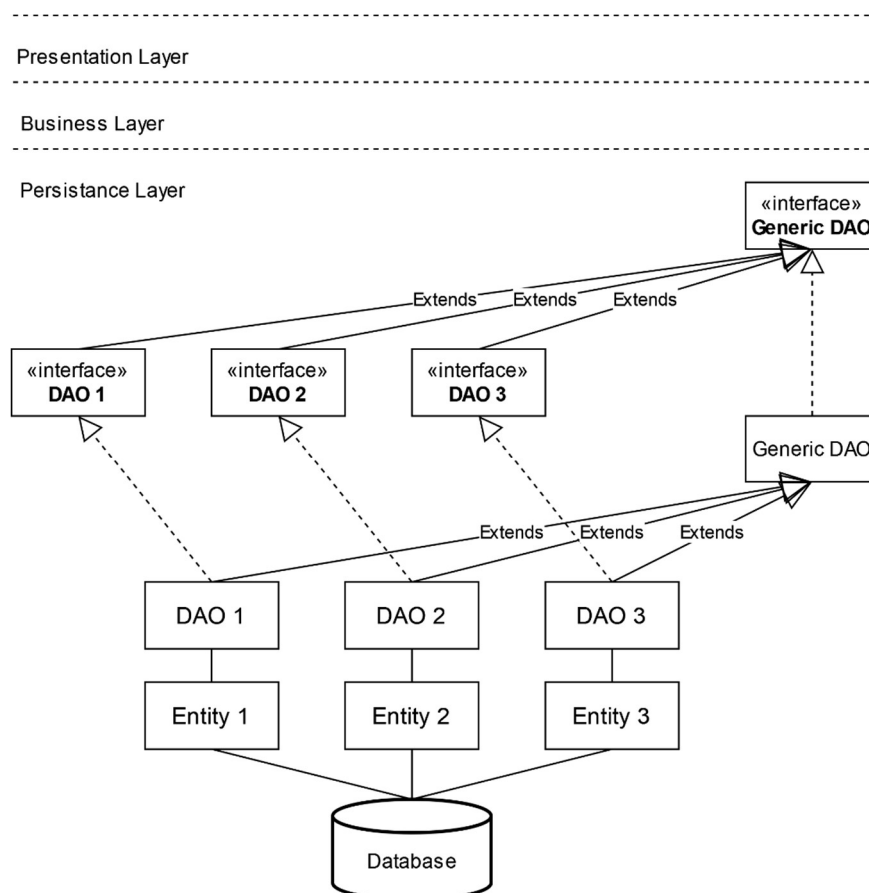 Presentation Layer
Business Layer
Persistance Layer
«interface»
Generic DAO
Extends
Extends
Extends
«interface»
DAO 1
«interface»
DAO 2
«interface»
DAO 3
Generic DAO
Extends
Extends
Extends
DAO 1
DAO 2
DAO 3
Entity 1
Entity 2
Entity 3
Database